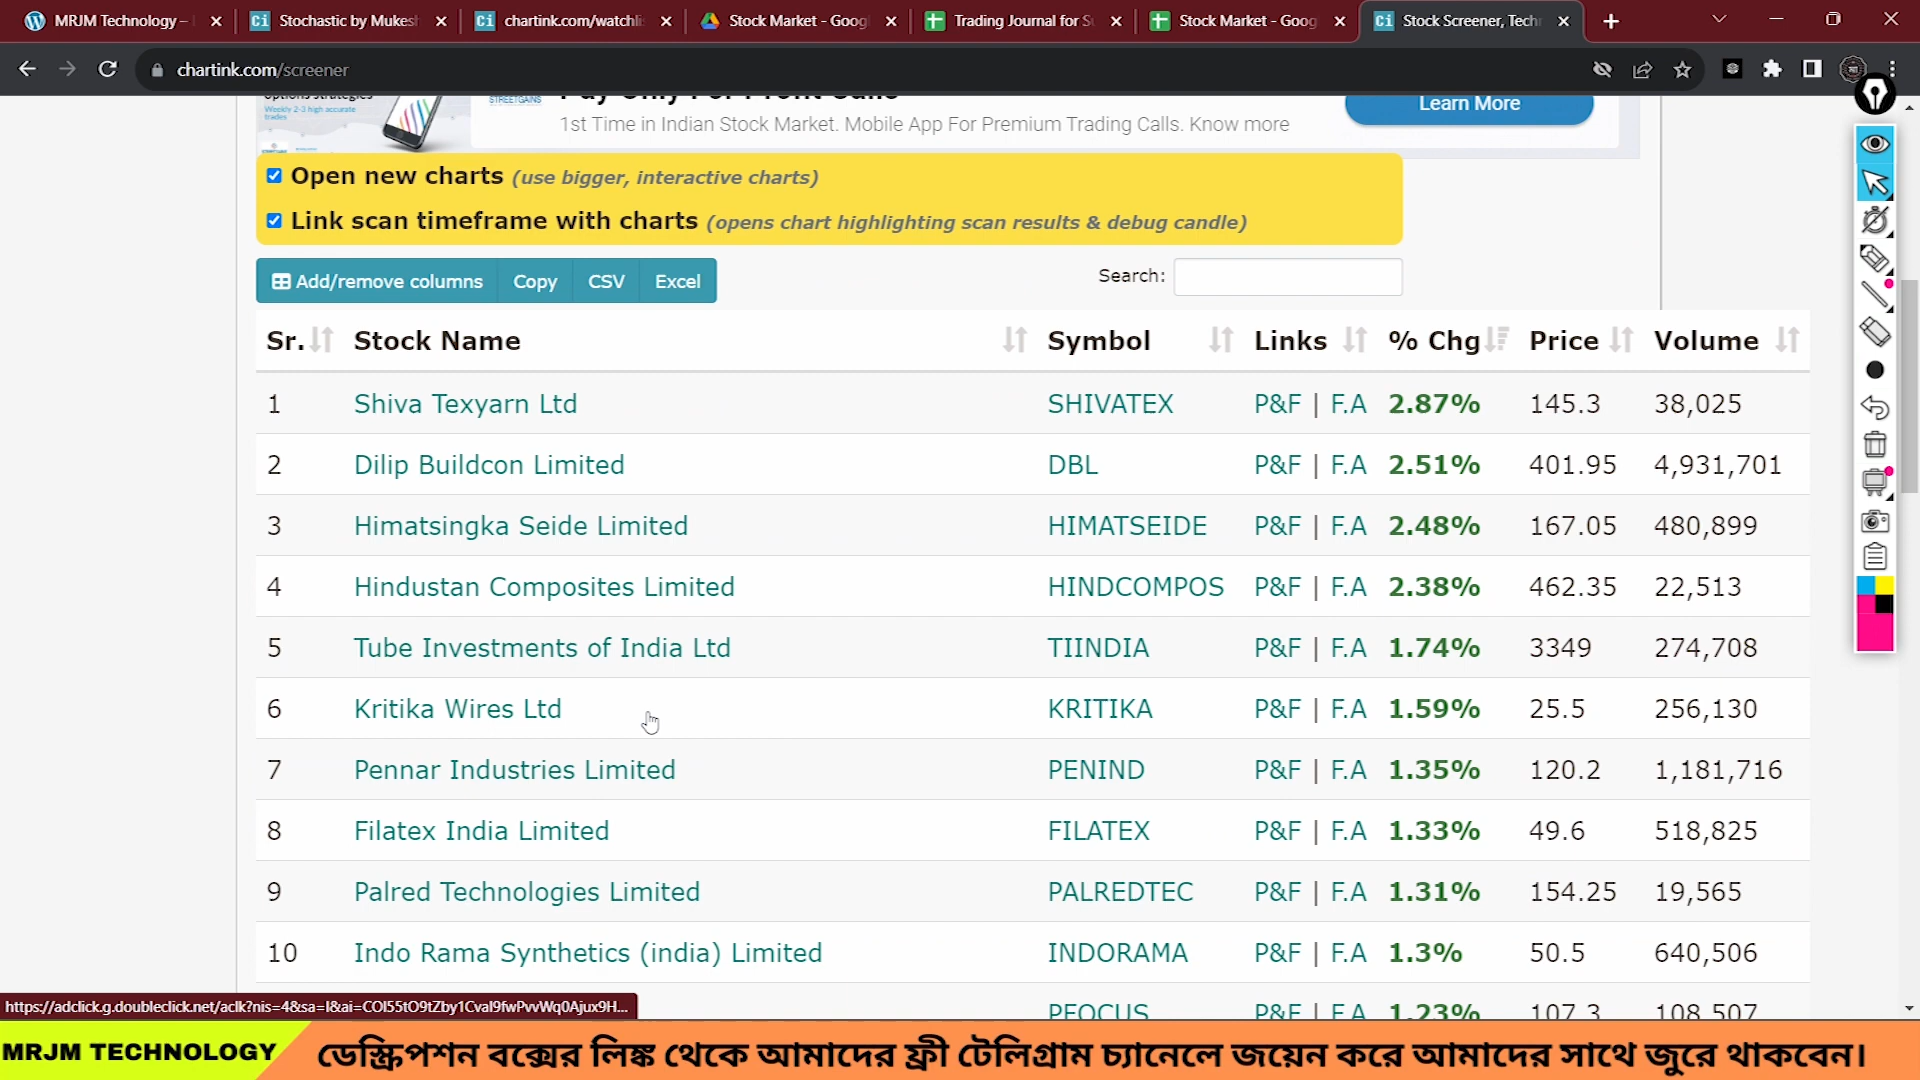 MRJM Technology –
Stochastic by Mukes
chartink.com/watchli
Stock Market - Goog
Trading Journal for S
Stock Market - Goog
Stock Screener, Tech
chartink.com/screener
Weekly 2-3 high accurate
trades
STREETGAINS
Learn More
1st Time in Indian Stock Market. Mobile App For Premium Trading Calls. Know more
Open new charts (use bigger, interactive charts)
Link scan timeframe with charts (opens chart highlighting scan results & debug candle)
Add/remove columns Copy CSV Excel
Search:
Sr. Stock Name Symbol Links % Chg Price Volume
1 Shiva Texyarn Ltd SHIVATEX P&F | F.A 2.87% 145.3 38,025
2 Dilip Buildcon Limited DBL P&F | F.A 2.51% 401.95 4,931,701
3 Himatsingka Seide Limited HIMATSEIDE P&F | F.A 2.48% 167.05 480,899
4 Hindustan Composites Limited HINDCOMPOS P&F | F.A 2.38% 462.35 22,513
5 Tube Investments of India Ltd TIINDIA P&F | F.A 1.74% 3349 274,708
6 Kritika Wires Ltd KRITIKA P&F | F.A 1.59% 25.5 256,130
7 Pennar Industries Limited PENIND P&F | F.A 1.35% 120.2 1,181,716
8 Filatex India Limited FILATEX P&F | F.A 1.33% 49.6 518,825
9 Palred Technologies Limited PALREDTEC P&F | F.A 1.31% 154.25 19,565
10 Indo Rama Synthetics (india) Limited INDORAMA P&F | F.A 1.3% 50.5 640,506
PFOCUS P&F | F.A 1.23% 107.3 108,507
MRJM TECHNOLOGY
ডেস্ক্রিপশন বক্সের লিঙ্ক থেকে আমাদের ফ্রী টেলিগ্রাম চ্যানেলে জয়েন করে আমাদের সাথে জুরে থাকবেন।